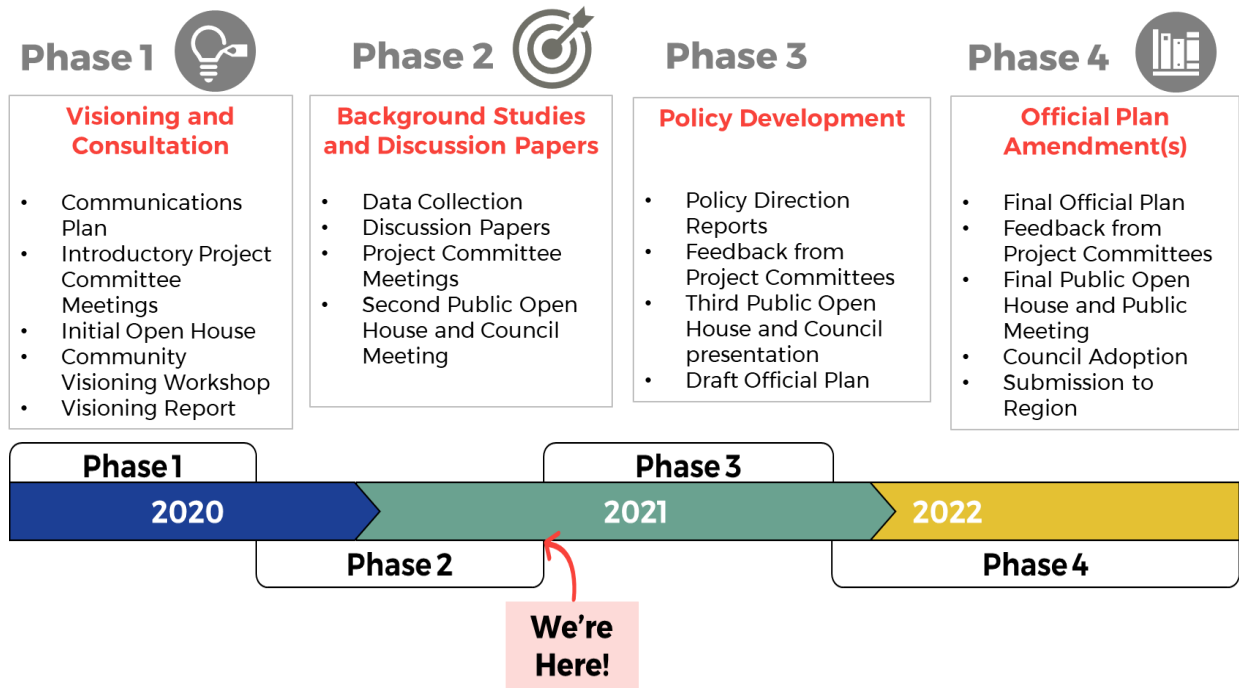 Phase 1
Visioning and
Consultation
• Communications
Plan
• Introductory Project
Committee
Meetings
• Initial Open House
• Community
Visioning Workshop
• Visioning Report
Phase 2
Background Studies
and Discussion Papers
• Data Collection
• Discussion Papers
• Project Committee
Meetings
• Second Public Open
House and Council
Meeting
Phase 3
Policy Development
• Policy Direction
Reports
• Feedback from
Project Committees
• Third Public Open
House and Council
presentation
• Draft Official Plan
Phase 4
Official Plan
Amendment(s)
• Final Official Plan
• Feedback from
Project Committees
• Final Public Open
House and Public
Meeting
• Council Adoption
• Submission to
Region
Phase 1
Phase 3
2020
2021
2022
Phase 2
Phase 4
We're
Here!